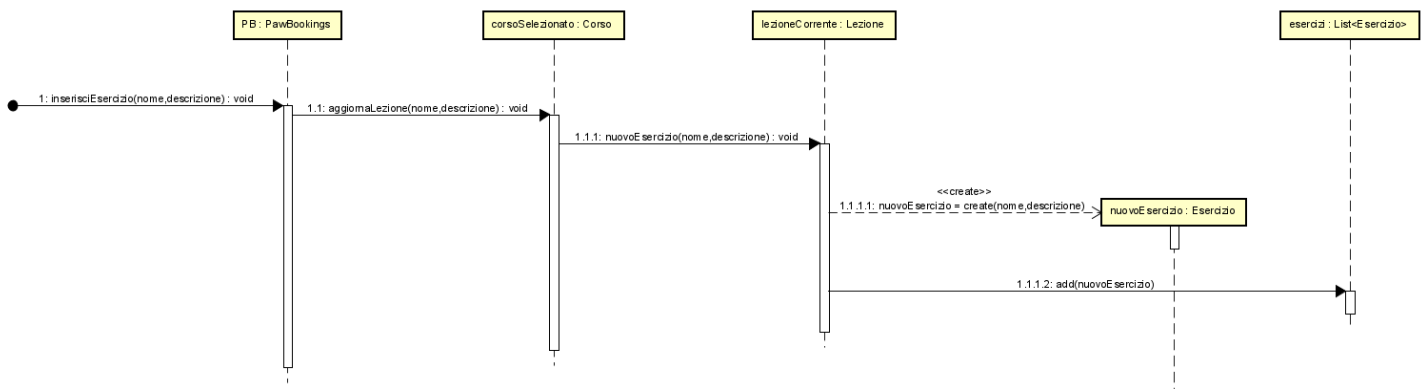 PB : PawBookings
corsoSelezionato : Corso
lezioneCorrente : Lezione
esercizi : List<Esercizio>
1: inserisciEsercizio(nome,descrizione) : void
1.1: aggiornaLezione(nome,descrizione) : void
1.1.1: nuovoEsercizio(nome,descrizione) : void
<<create>>
1.1.1.1: nuovoEsercizio = create(nome,descrizione)
nuovoEsercizio : Esercizio
1.1.1.2: add(nuovoEsercizio)